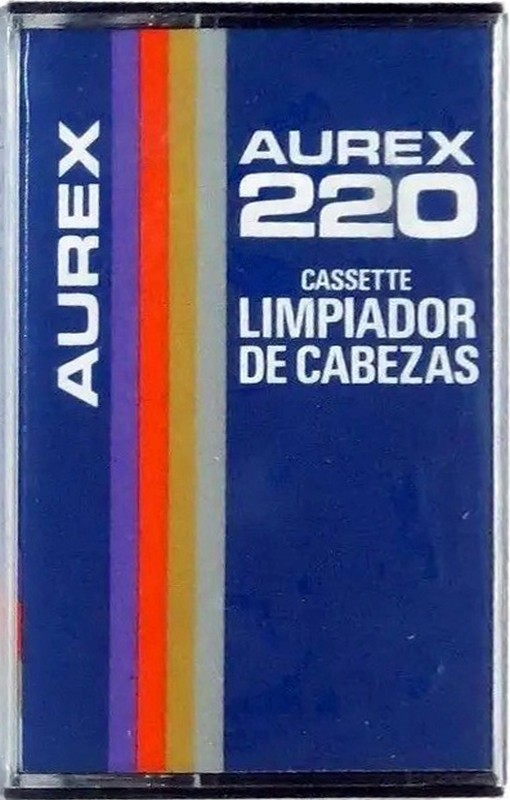 AUREX
AUREX
220
CASSETTE
LIMPIADOR
DE CABEZAS